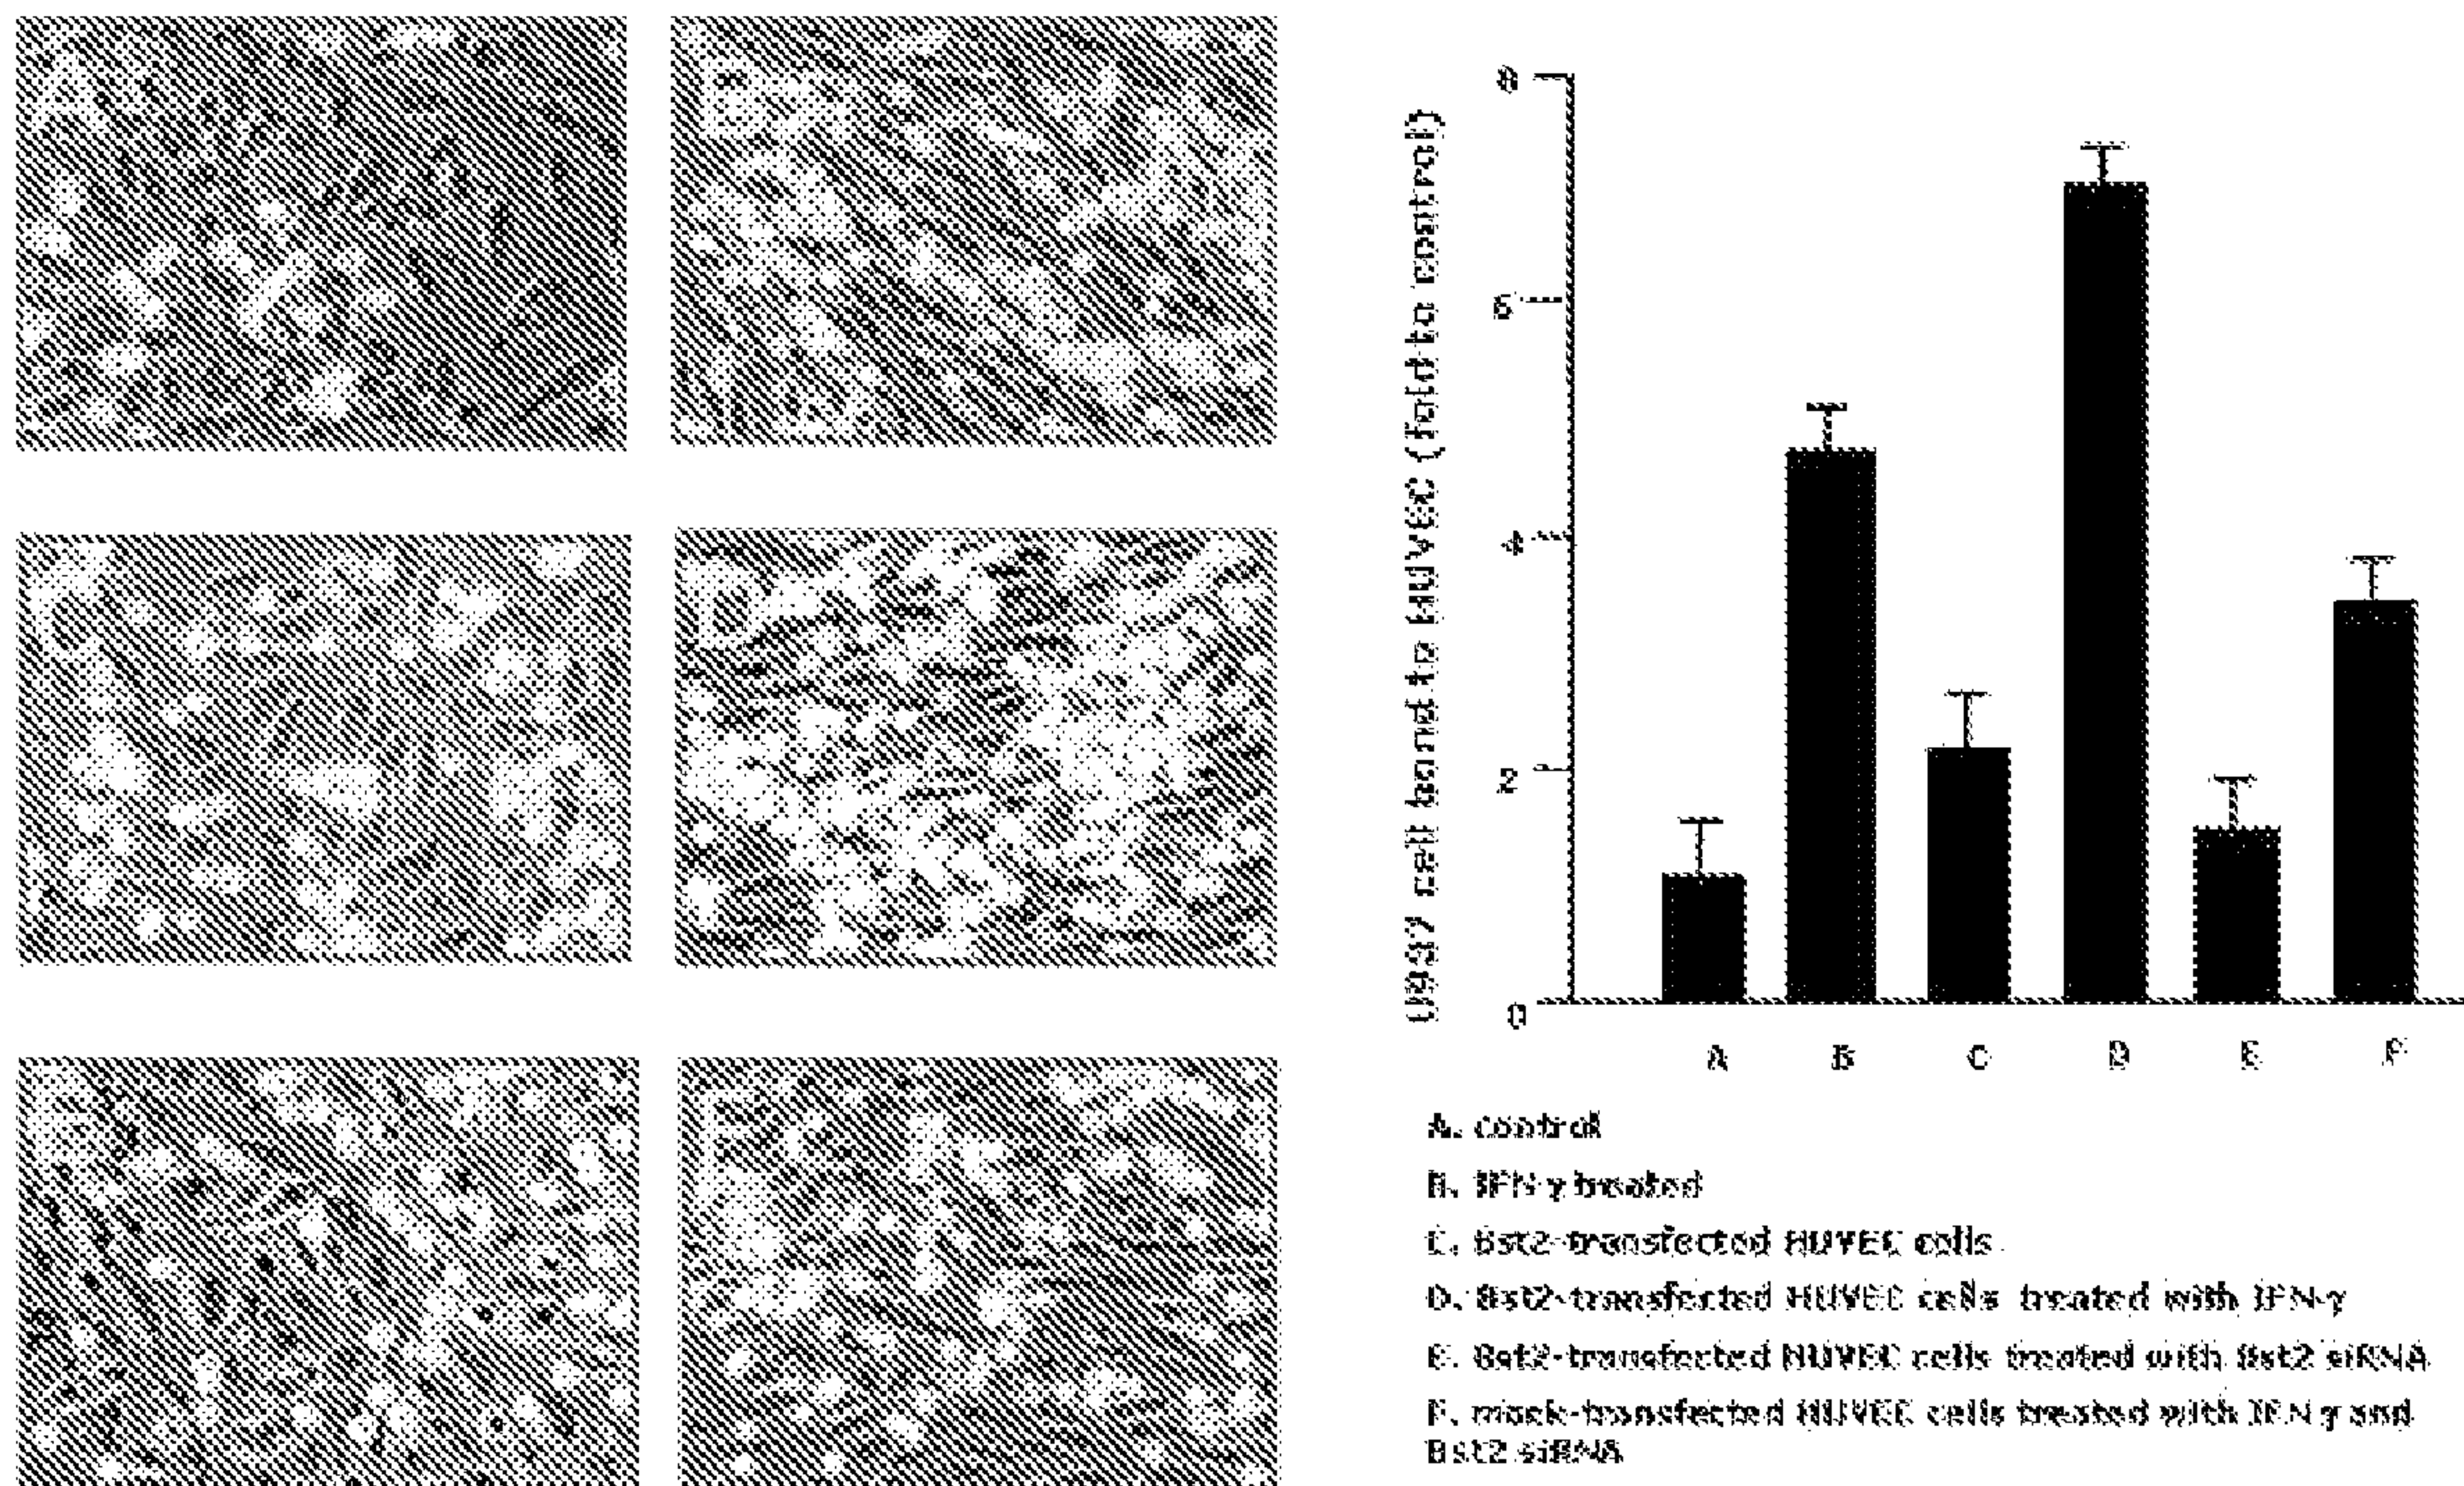 U937 cell bond to HUVEC (fold to control)
8
6
4
2
0
A B C D E F
A. control
B. IFN-γ treated
C. Bst2-transfected HUVEC cells
D. Bst2-transfected HUVEC cells treated with IFN-γ
E. Bst2-transfected HUVEC cells treated with Bst2 siRNA
F. mock-transfected HUVEC cells treated with IFN-γ and
Bst2 siRNA